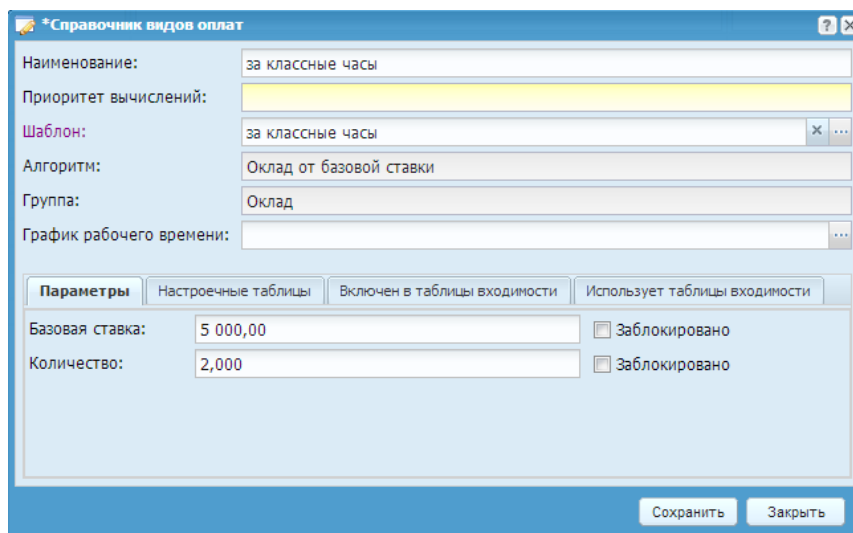 *Справочник видов оплат ?
Наименование: за классные часы
Приоритет вычислений:
Шаблон: за классные часы
Алгоритм: Оклад от базовой ставки
Группа: Оклад
График рабочего времени:
Параметры Настроечные таблицы Включен в таблицы входимости Использует таблицы входимости
Базовая ставка: 5 000,00 Заблокировано
Количество: 2,000 Заблокировано
Сохранить Закрыть